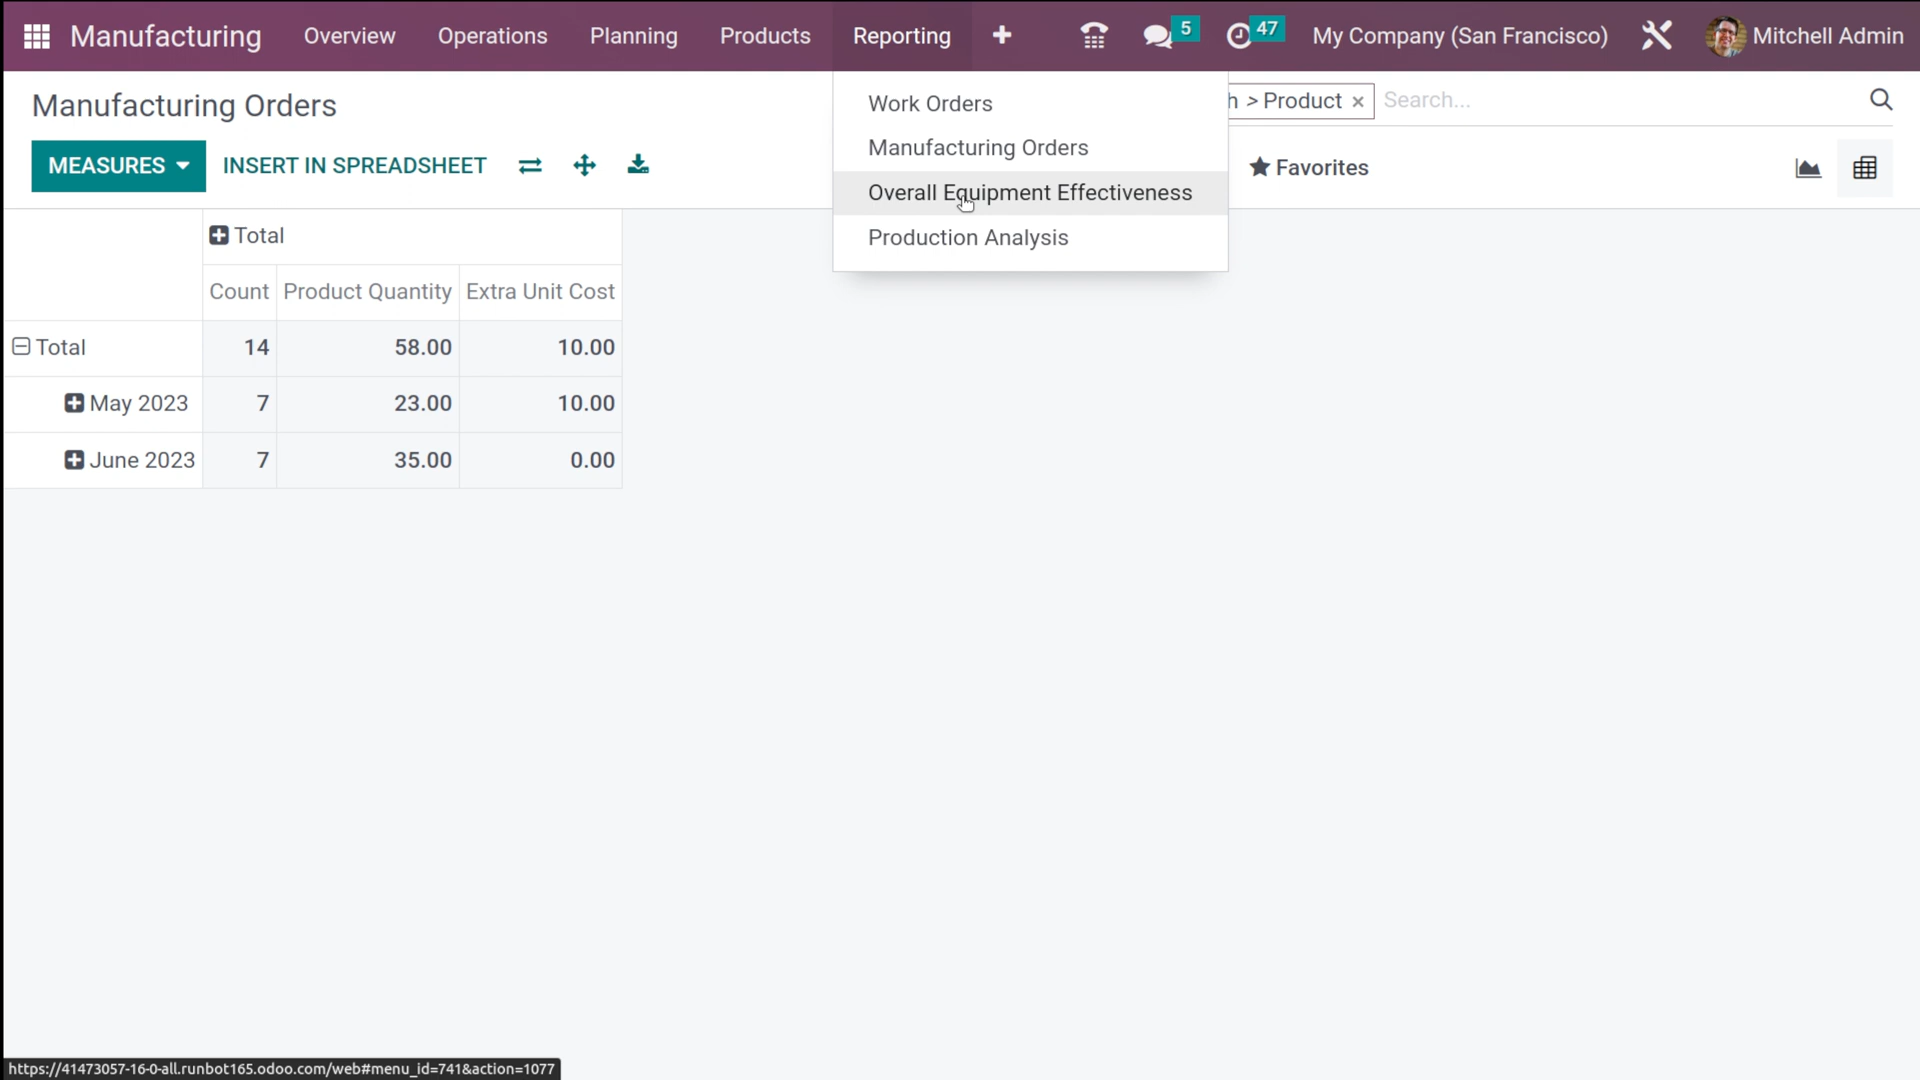 Manufacturing Overview Operations Planning Products Reporting 5 47 My Company (San Francisco) Mitchell Admin
Manufacturing Orders
h > Product × Search...
MEASURES INSERT IN SPREADSHEET
Favorites
Work Orders
Manufacturing Orders
Overall Equipment Effectiveness
Production Analysis
Total
Count Product Quantity Extra Unit Cost
Total 14 58.00 10.00
May 2023 7 23.00 10.00
June 2023 7 35.00 0.00
https://41473057-16-0-all.runbot165.odoo.com/web#menu_id=741&action=1077